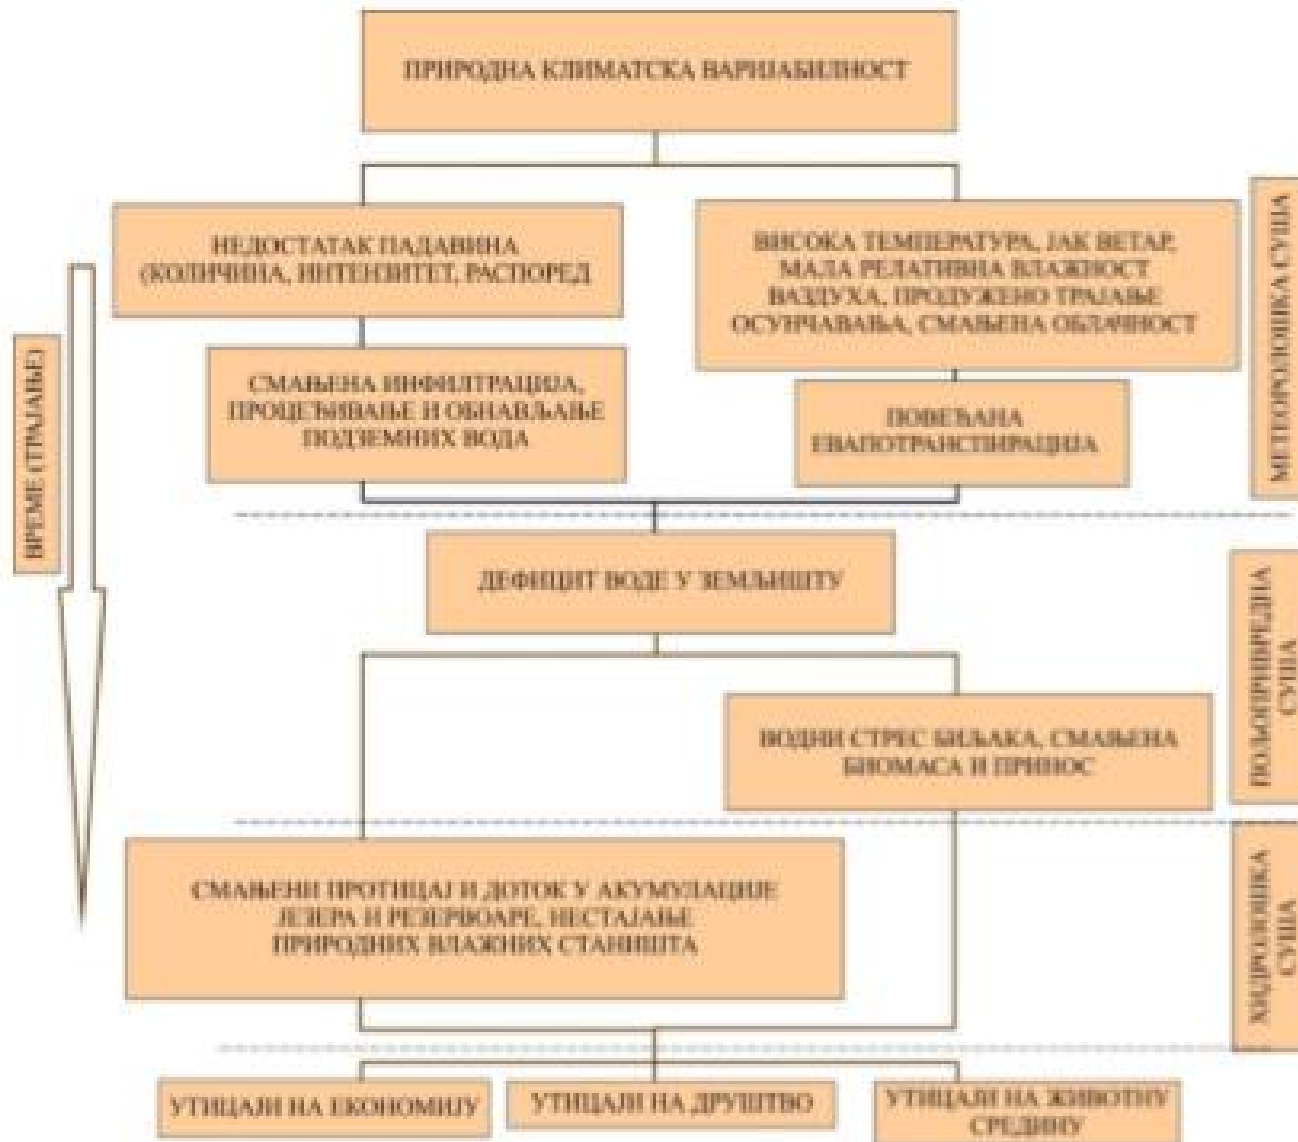 ПРИРОДНА КЛИМАТСКА ВАРИЈАБИЛНОСТ
НЕДОСТАТАК ПАДАВИНА
(КОЛИЧИНА, ИНТЕНЗИТЕТ, РАСПОРЕД
ВИСОКА ТЕМПЕРАТУРА, ЈАК ВЕТАР,
МАЛА РЕЛАТИВНА ВЛАЖНОСТ
ВАЗДУХА, ПРОДУЖЕНО ТРАЈАЊЕ
ОСУНЧАВАЊА, СМАЊЕНА ОБЛАЧНОСТ
МЕТЕОРОЛОШКА СУША
ВРЕМЕ (ТРАЈАЊЕ)
СМАЊЕНА ИНФИЛТРАЦИЈА,
ПРОЦЕЂИВАЊЕ И ОБНАВЉАЊЕ
ПОДЗЕМНИХ ВОДА
ПОВЕЋАНА
ЕВАПОТРАНСПИРАЦИЈА
ДЕФИЦИТ ВОДЕ У ЗЕМЉИШТУ
ПОЉОПРИВРЕДНА
СУША
ВОДНИ СТРЕС БИЉАКА, СМАЊЕНА
БИОМАСА И ПРИНОС
СМАЊЕНИ ПРОТИЦАЈ И ДОТОК У АКУМУЛАЦИЈЕ
ЈЕЗЕРА И РЕЗЕРВОАРЕ, НЕСТАЈАЊЕ
ПРИРОДНИХ ВЛАЖНИХ СТАНИШТА
ХИДРОЛОШКА
СУША
УТИЦАЈИ НА ЕКОНОМИЈУ
УТИЦАЈИ НА ДРУШТВО
УТИЦАЈИ НА ЖИВОТНУ
СРЕДИНУ